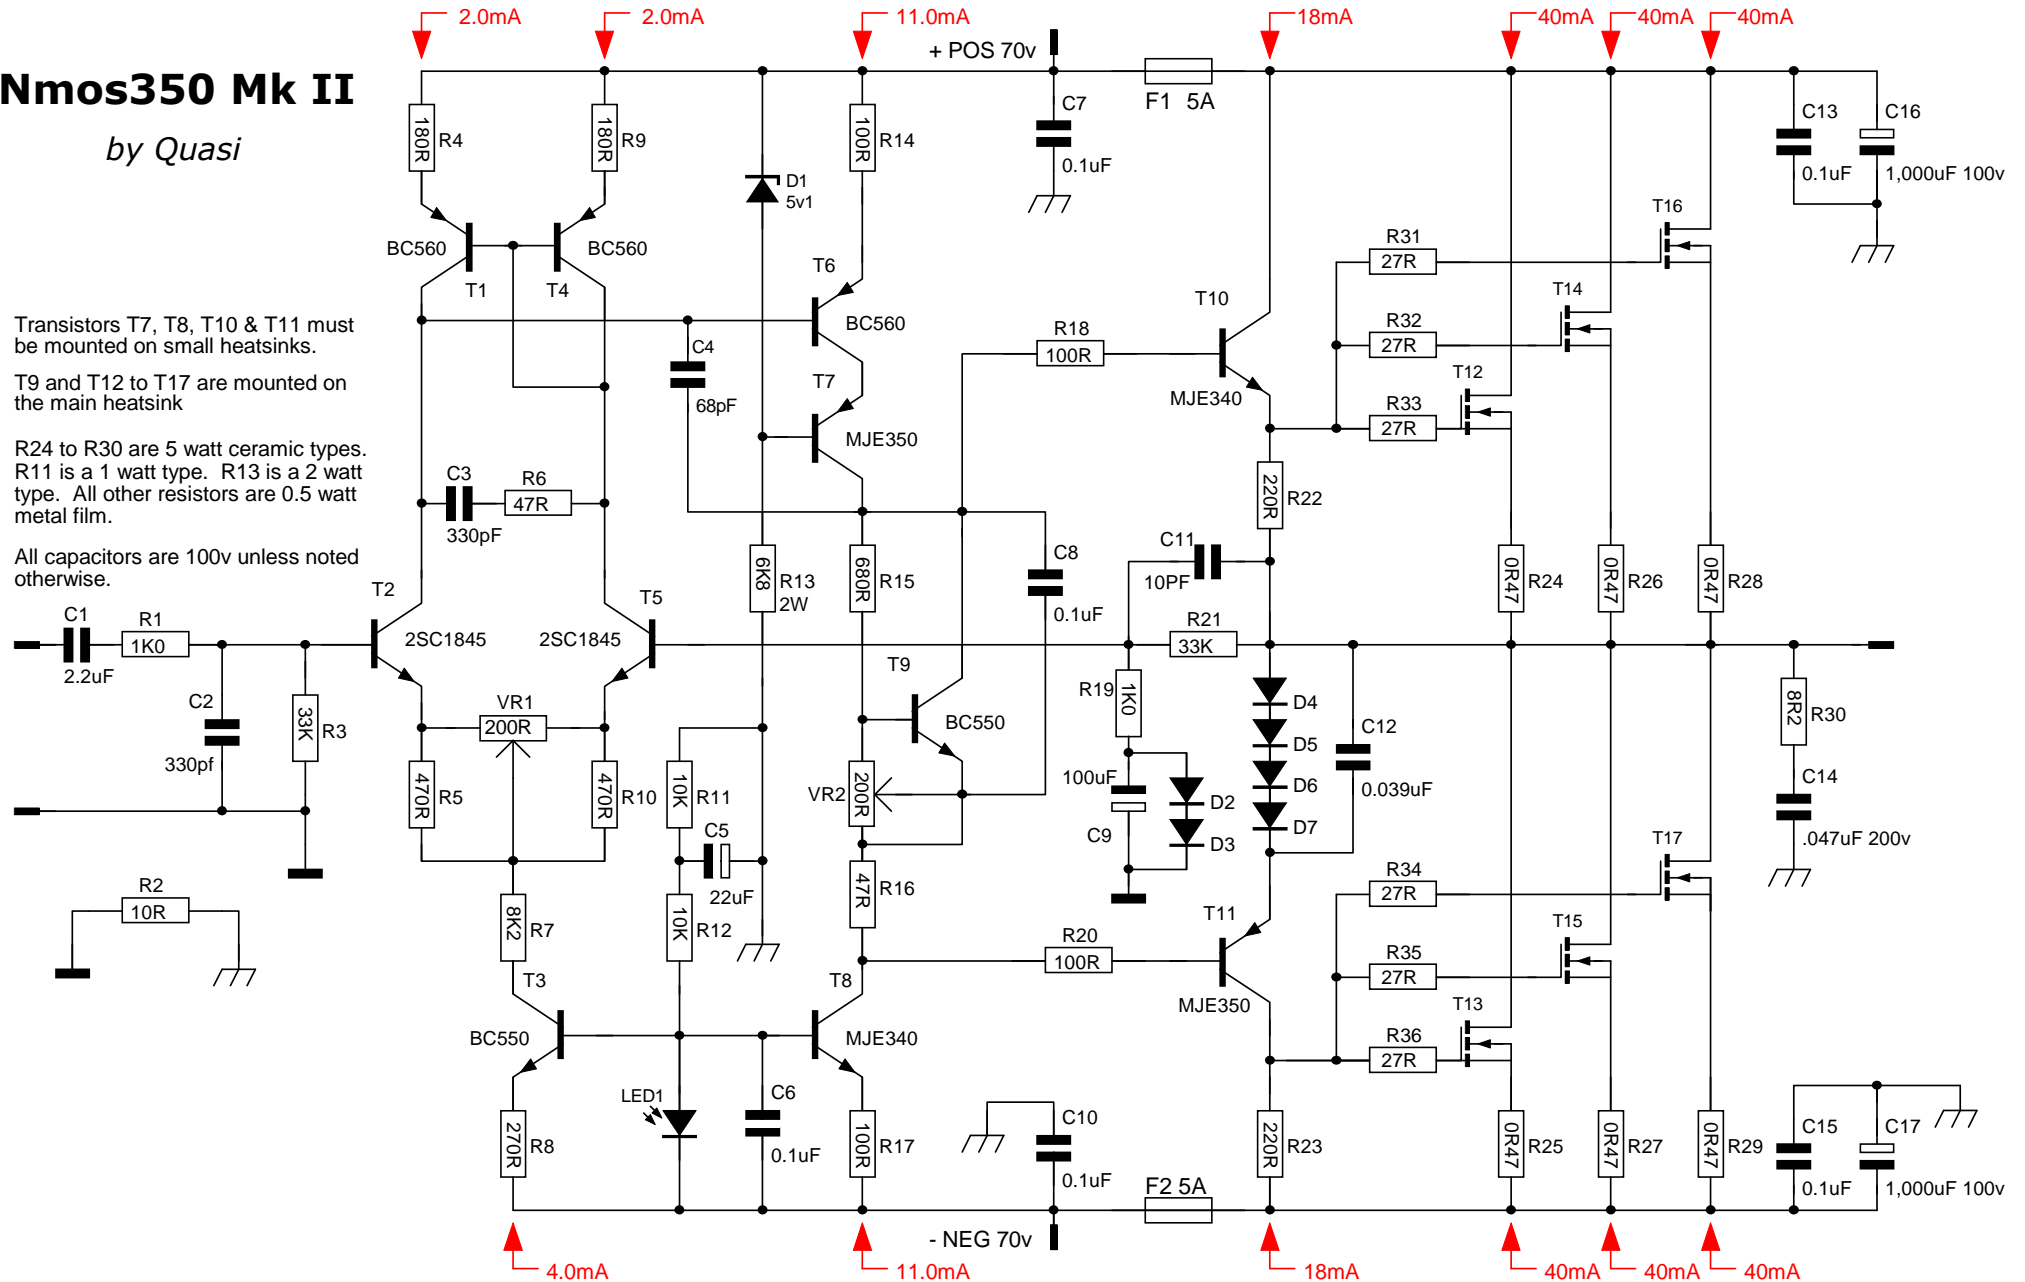 2.0mA
2.0mA
11.0mA
18mA
40mA
40mA
40mA
+ POS 70v
Nmos350 Mk II
by Quasi
F1 5A
C7
0.1uF
C13
0.1uF
C16
1,000uF 100v
180R
R4
180R
R9
100R
R14
D1
5v1
BC560
T1
BC560
T4
T6
BC560
T7
MJE350
C4
68pF
T10
MJE340
R18
100R
R31
27R
T16
R32
27R
T14
R33
27R
T12
Transistors T7, T8, T10 & T11 must
be mounted on small heatsinks.
T9 and T12 to T17 are mounted on
the main heatsink
R24 to R30 are 5 watt ceramic types.
R11 is a 1 watt type. R13 is a 2 watt
type. All other resistors are 0.5 watt
metal film.
All capacitors are 100v unless noted
otherwise.
C3
330pF
R6
47R
220R
R22
C11
10PF
6K8
R13
2W
680R
R15
C8
0.1uF
0R47
R24
0R47
R26
0R47
R28
C1
2.2uF
R1
1K0
T2
2SC1845
T5
2SC1845
R21
33K
C2
330pf
33K
R3
VR1
200R
T9
BC550
R19
1K0
D4
D5
D6
D7
C12
0.039uF
8R2
R30
C14
.047uF 200v
470R
R5
470R
R10
10K
R11
VR2
200R
100uF
C9
D2
D3
C5
22uF
R2
10R
8K2
R7
10K
R12
47R
R16
R20
100R
T11
MJE350
R34
27R
T17
R35
27R
T15
R36
27R
T13
T3
BC550
T8
MJE340
LED1
C6
0.1uF
270R
R8
100R
R17
C10
0.1uF
220R
R23
0R47
R25
0R47
R27
0R47
R29
C15
0.1uF
C17
1,000uF 100v
F2 5A
- NEG 70v
4.0mA
11.0mA
18mA
40mA
40mA
40mA